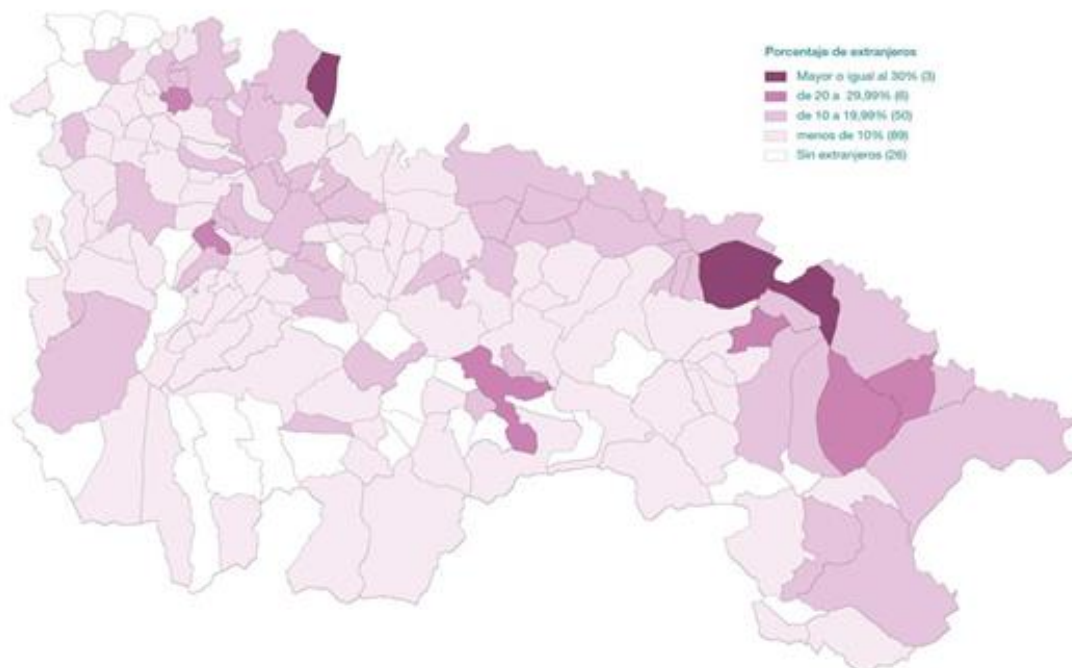 Porcentaje de extranjeros
Mayor o igual al 30% (3)
de 20 a 29,99% (6)
de 10 a 19,99% (50)
menos de 10% (89)
Sin extranjeros (26)